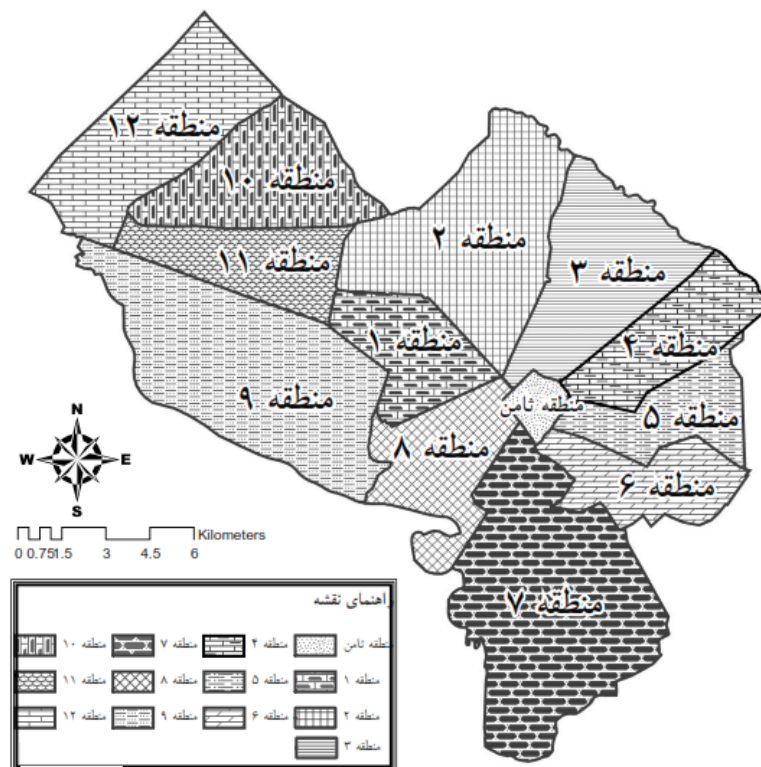 منطقه ۱۲
منطقه ۱۰
منطقه ۲
منطقه ۱۱
منطقه ۳
منطقه ۱
منطقه ۴
منطقه ۹
منطقه ثامن
منطقه ۵
منطقه ۸
منطقه ۶
منطقه ۷
N
W E
S
Kilometers
0 0.75 1.5 3 4.5 6
راهنمای نقشه
منطقه ثامن منطقه ۴ منطقه ۷ منطقه ۱۰
منطقه ۱ منطقه ۵ منطقه ۸ منطقه ۱۱
منطقه ۲ منطقه ۶ منطقه ۹ منطقه ۱۲
منطقه ۳